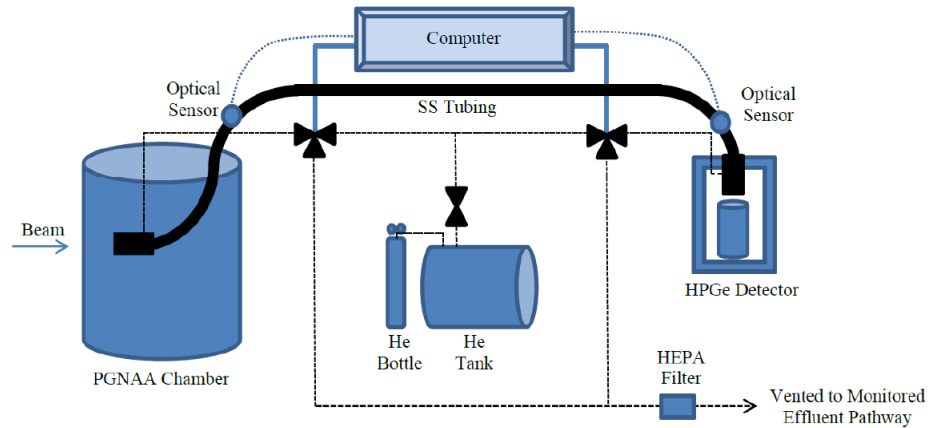 Computer
Optical
Sensor
SS Tubing
Optical
Sensor
Beam
HPGe Detector
He
Bottle
He
Tank
PGNAA Chamber
HEPA
Filter
Vented to Monitored
Effluent Pathway